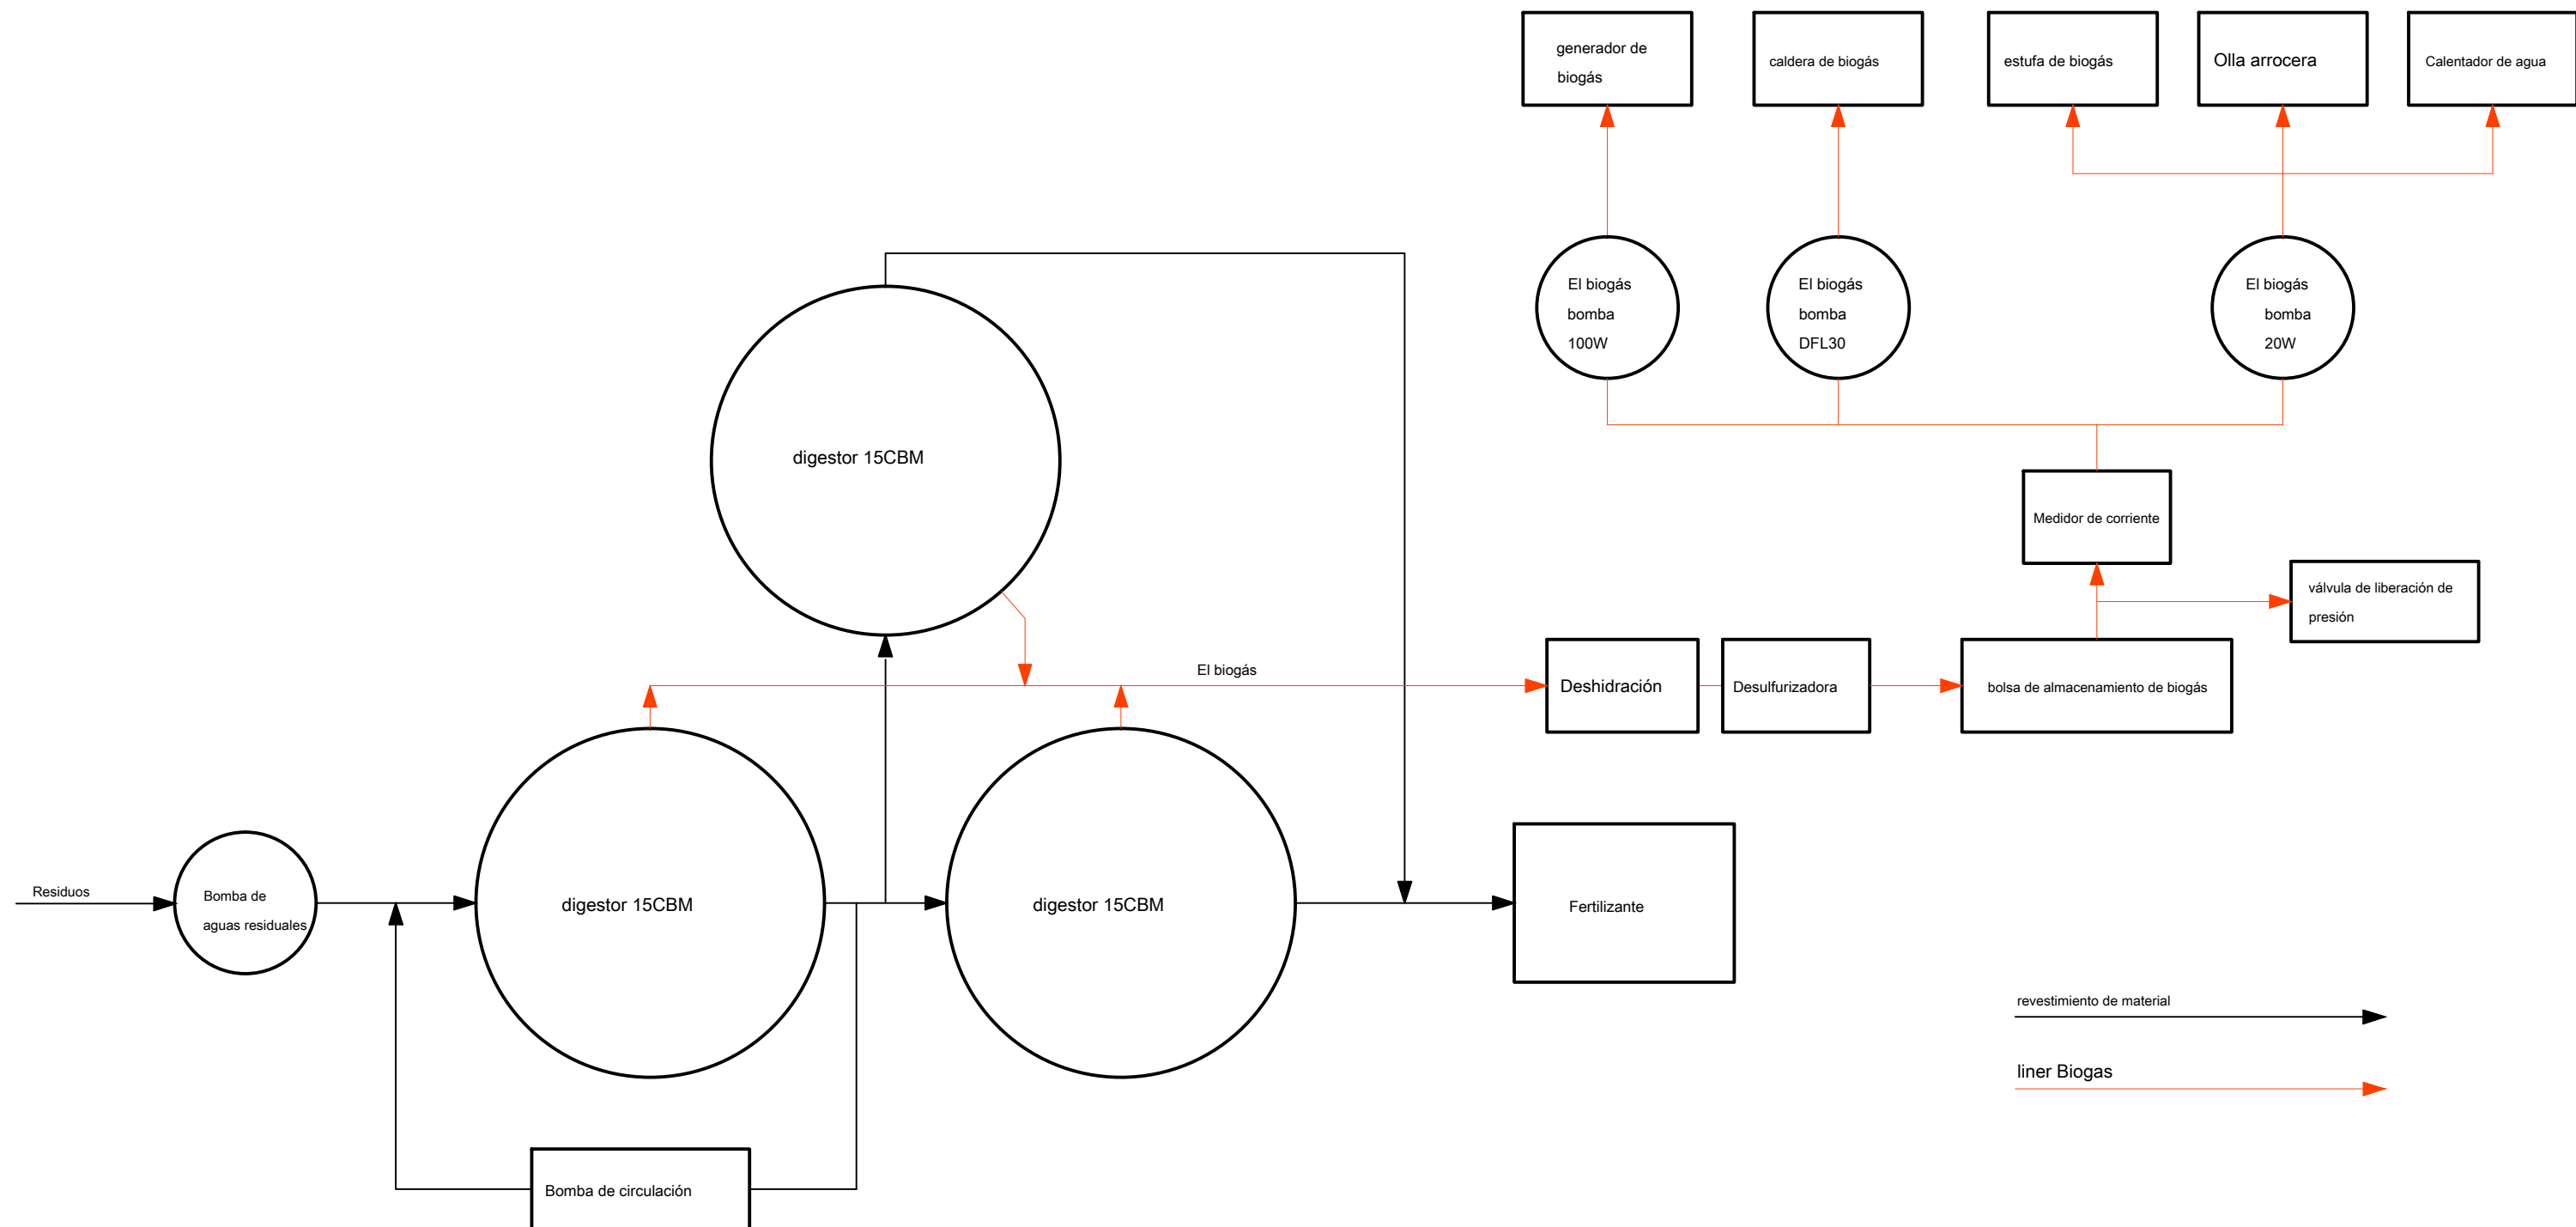 generador de
biogás
caldera de biogás
estufa de biogás
Olla arrocera
Calentador de agua
El biogás
bomba
100W
El biogás
bomba
DFL30
El biogás
bomba
20W
digestor 15CBM
Medidor de corriente
válvula de liberación de
presión
El biogás
Deshidración
Desulfurizadora
bolsa de almacenamiento de biogás
Residuos
Bomba de
aguas residuales
digestor 15CBM
digestor 15CBM
Fertilizante
revestimiento de material
liner Biogas
Bomba de circulación